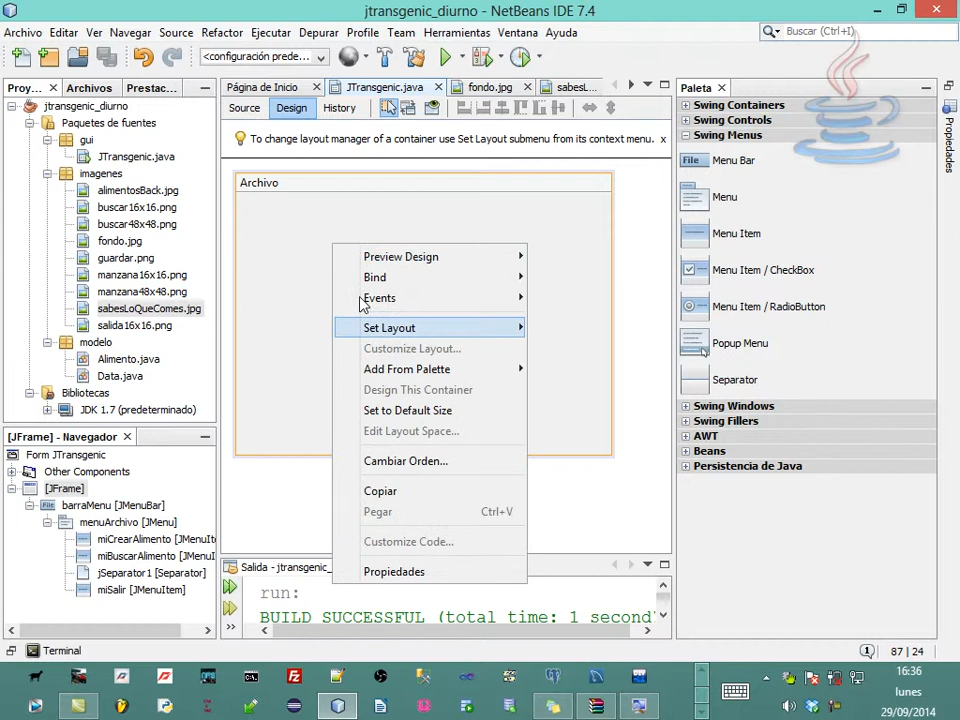 jtransgenic_diurno - NetBeans IDE 7.4
Archivo Editar Ver Navegar Source Refactor Ejecutar Depurar Profile Team Herramientas Ventana Ayuda
Buscar (Ctrl+I)
<configuración prede...
Proy... Archivos Prestac...
Página de Inicio JTransgenic.java fondo.jpg sabesL...
Source Design History
To change layout manager of a container use Set Layout submenu from its context menu. x
jtransgenic_diurno
Paquetes de fuentes
gui
JTransgenic.java
imagenes
alimentosBack.jpg
buscar16x16.png
buscar48x48.png
fondo.jpg
guardar.png
manzana16x16.png
manzana48x48.png
sabesLoQueComes.jpg
salida16x16.png
modelo
Alimento.java
Data.java
Bibliotecas
JDK 1.7 (predeterminado)
[JFrame] - Navegador
Form JTransgenic
Other Components
[JFrame]
barraMenu [JMenuBar]
menuArchivo [JMenu]
miCrearAlimento [JMenuItem
miBuscarAlimento [JMenuIt
jSeparator1 [Separator]
miSalir [JMenuItem]
Archivo
Preview Design
Bind
Events
Set Layout
Customize Layout...
Add From Palette
Design This Container
Set to Default Size
Edit Layout Space...
Cambiar Orden...
Copiar
Pegar Ctrl+V
Customize Code...
Propiedades
Salida - jtransgenic_
run:
BUILD SUCCESSFUL (total time: 1 second)
Paleta
Swing Containers
Swing Controls
Swing Menus
File Menu Bar
Menu
Menu Item
Menu Item / CheckBox
Menu Item / RadioButton
Popup Menu
Separator
Swing Windows
Swing Fillers
AWT
Beans
Persistencia de Java
Propiedades
Terminal
1 87 | 24
16:36
lunes
29/09/2014